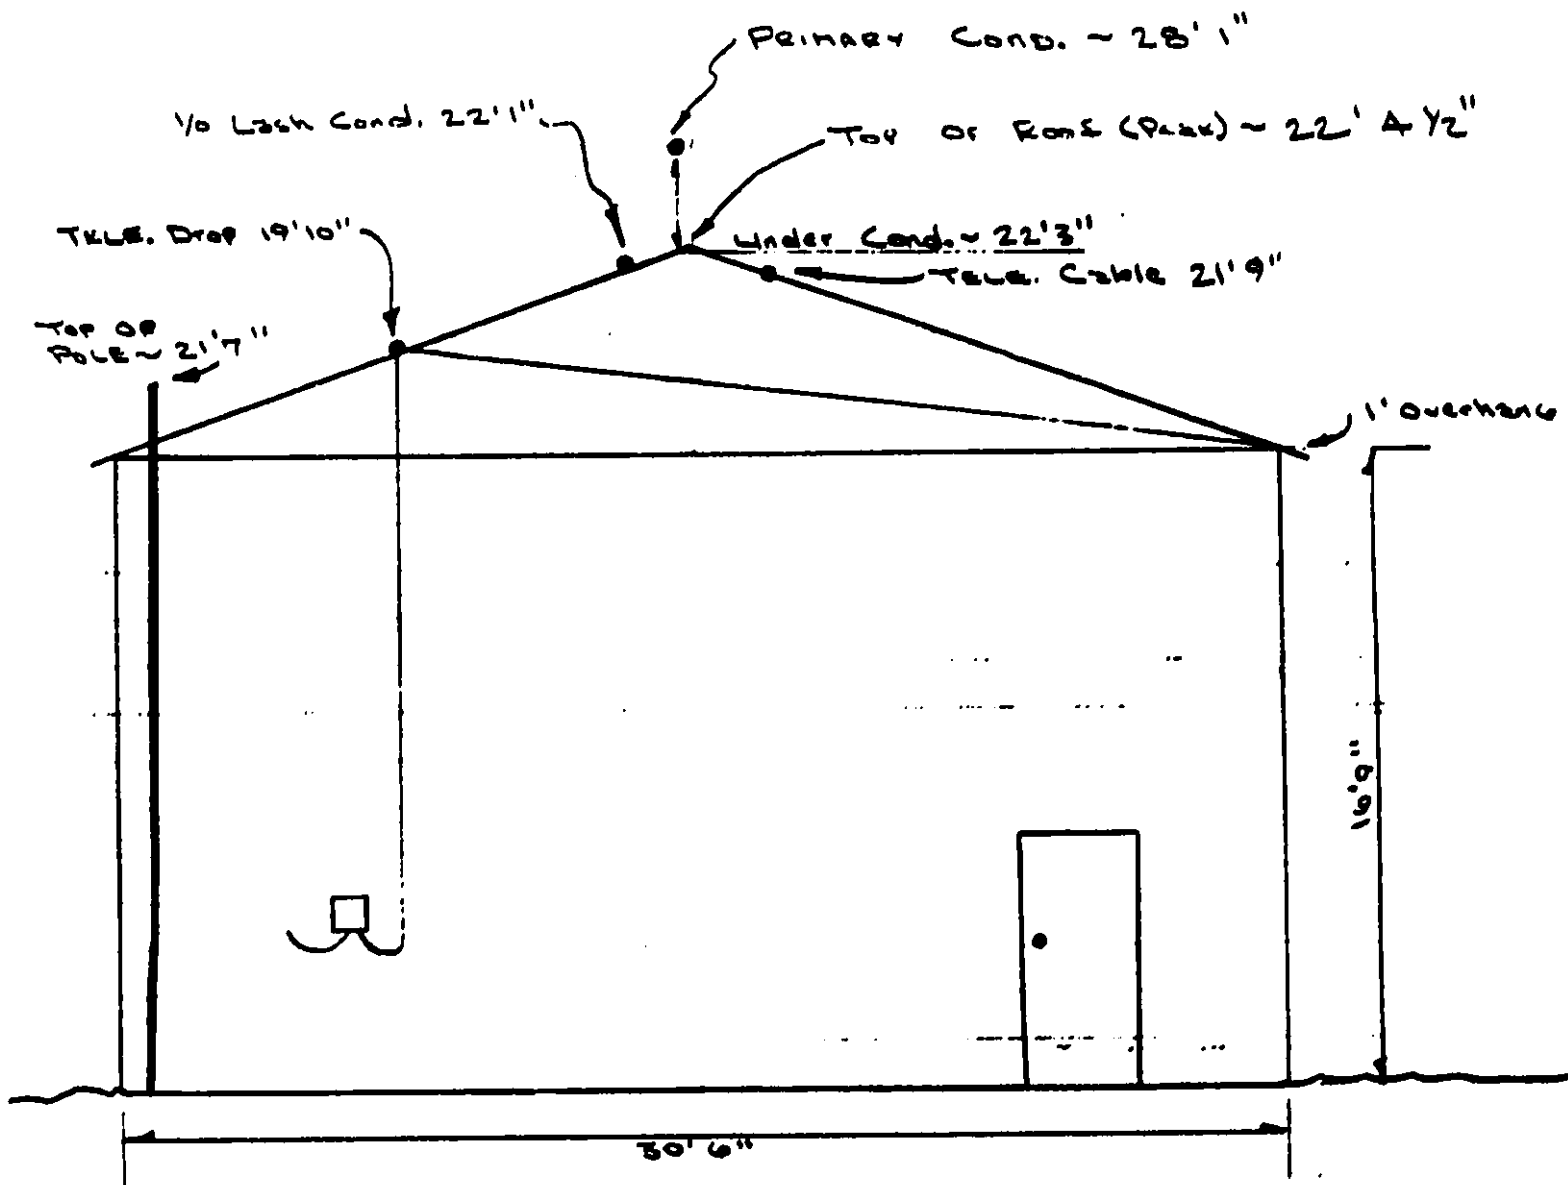 Primary Cond. ~ 28' 1"
1/0 Lash Cond. 22'1"
Top of Roof (Peak) ~ 22' 4 1/2"
TELE. Drop 19'10"
Under Cond. ~ 22'3"
TELE. Cable 21'9"
Top of
Pole ~ 21'7"
1' Overhang
16'9"
30'6"